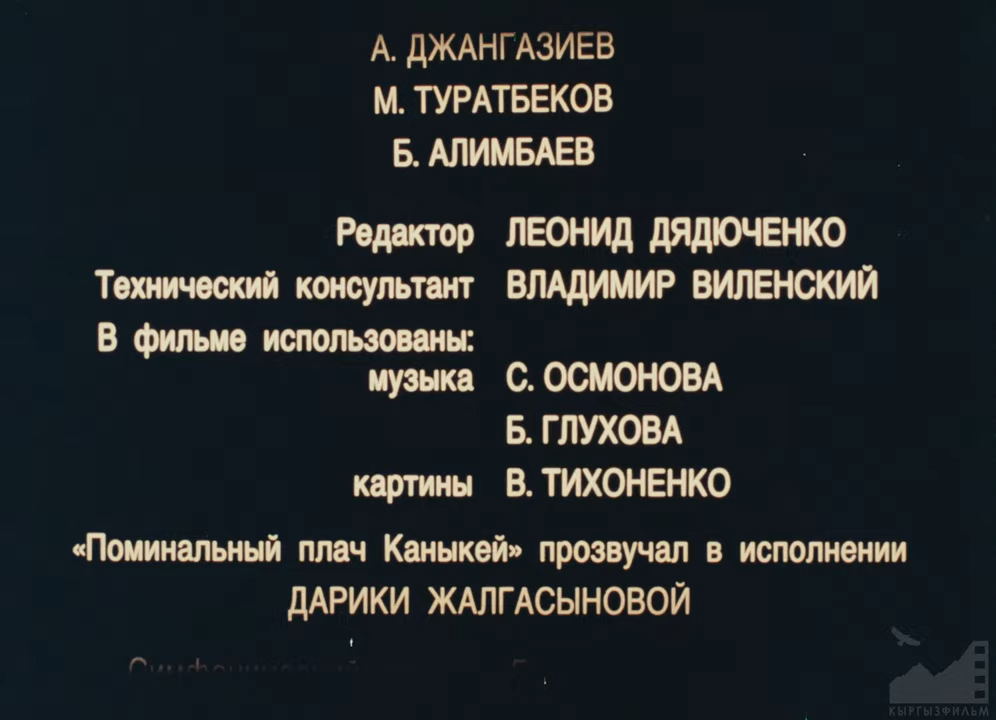 А. ДЖАНГАЗИЕВ
М. ТУРАТБЕКОВ
Б. АЛИМБАЕВ
Редактор ЛЕОНИД ДЯДЮЧЕНКО
Технический консультант ВЛАДИМИР ВИЛЕНСКИЙ
В фильме использованы:
музыка С. ОСМОНОВА
Б. ГЛУХОВА
картины В. ТИХОНЕНКО
«Поминальный плач Каныкей» прозвучал в исполнении
ДАРИКИ ЖАЛГАСЫНОВОЙ
КЫРГЫЗФИЛЬМ